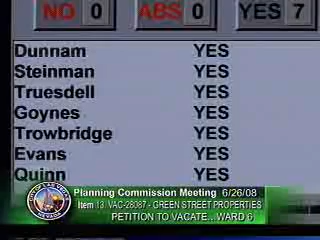 NO 0 ABS 0 YES 7
Dunnam YES
Steinman YES
Truesdell YES
Goynes YES
Trowbridge YES
Evans YES
Quinn YES
Planning Commission Meeting 6/26/08
Item 13. VAC-28087 - GREEN STREET PROPERTIES
PETITION TO VACATE... WARD 6